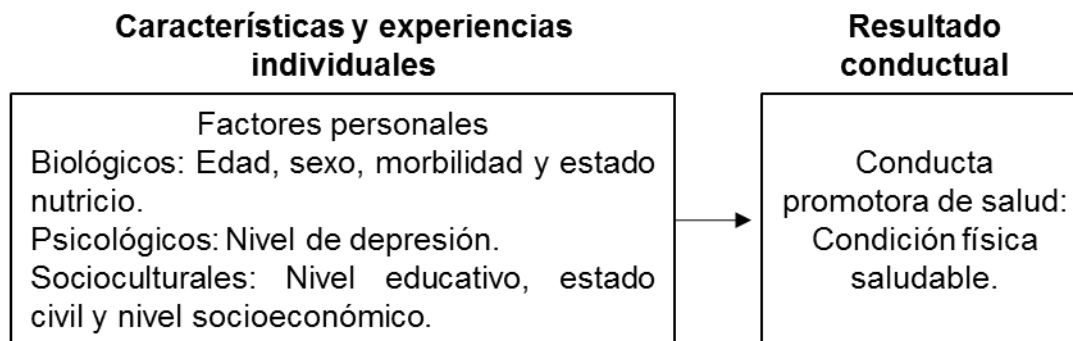 Características y experiencias
individuales
Factores personales
Biológicos: Edad, sexo, morbilidad y estado
nutricio.
Psicológicos: Nivel de depresión.
Socioculturales: Nivel educativo, estado
civil y nivel socioeconómico.
Resultado
conductual
Conducta
promotora de salud:
Condición física
saludable.